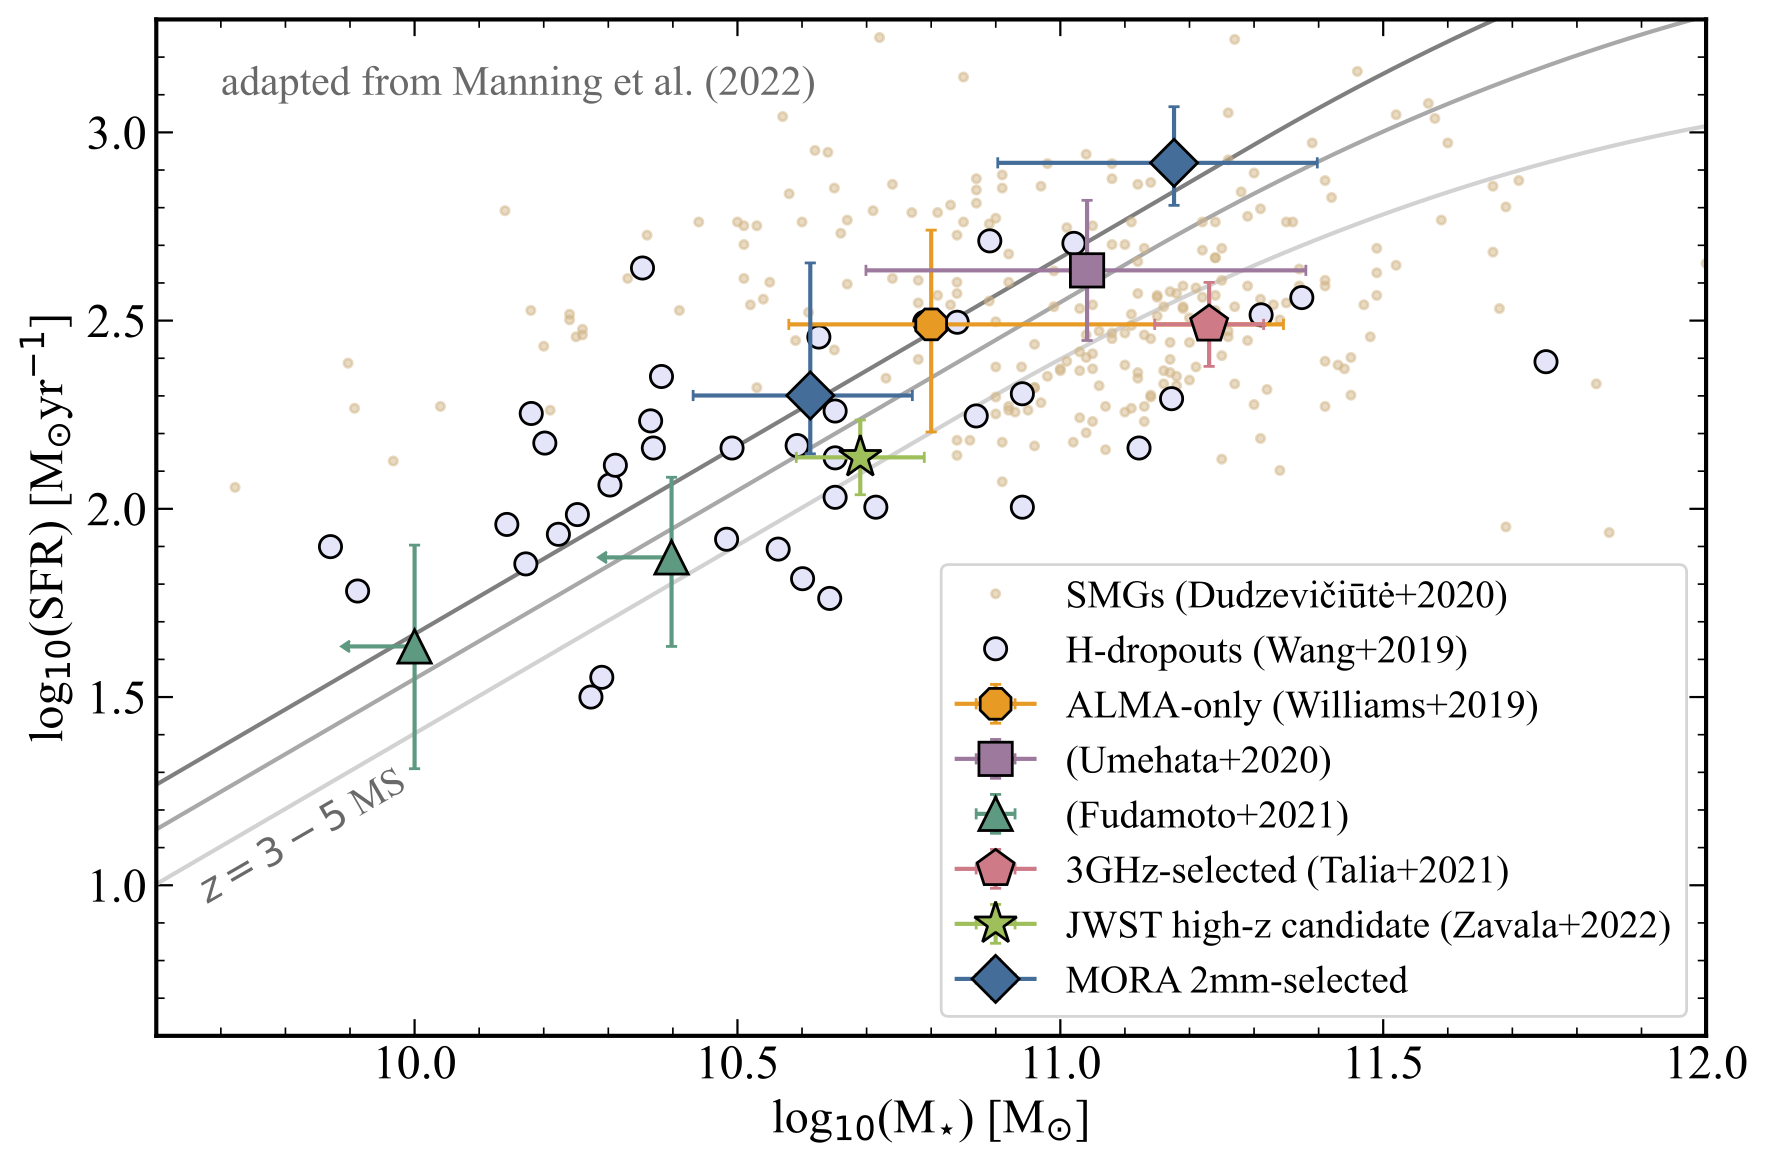 adapted from Manning et al. (2022)
3.0
2.5
2.0
1.5
1.0
log₁₀(SFR) [M⊙yr⁻¹]
z = 3 − 5 MS
SMGs (Dudzevičiūtė+2020)
H-dropouts (Wang+2019)
ALMA-only (Williams+2019)
(Umehata+2020)
(Fudamoto+2021)
3GHz-selected (Talia+2021)
JWST high-z candidate (Zavala+2022)
MORA 2mm-selected
10.0 10.5 11.0 11.5 12.0
log₁₀(M⋆) [M⊙]